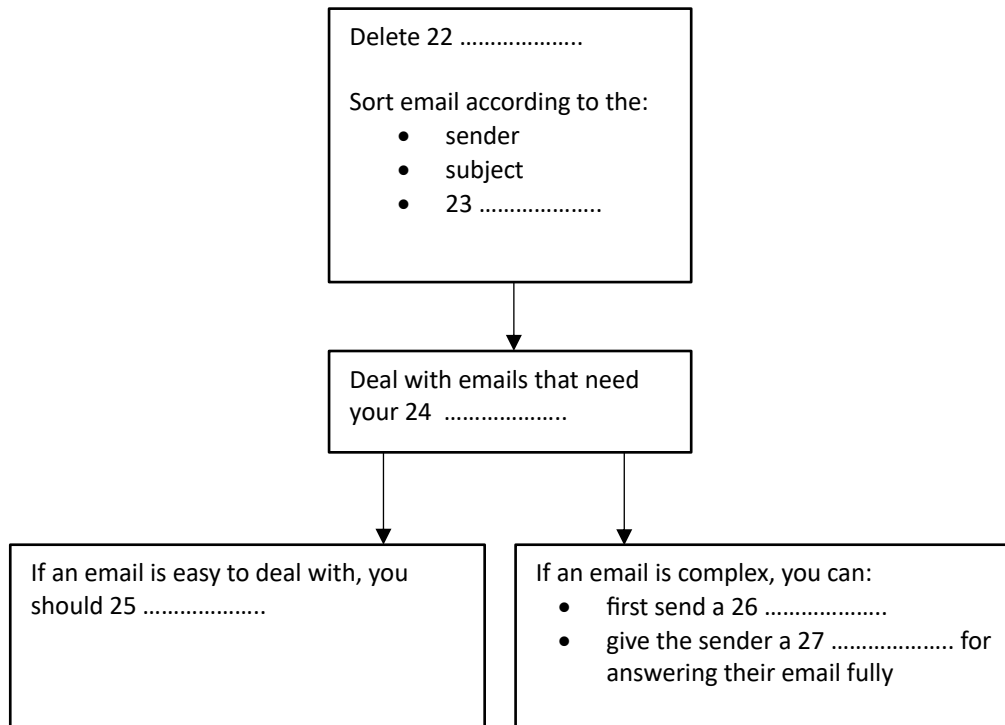 Delete 22 ………………..
Sort email according to the:
• sender
• subject
• 23 ………………..
Deal with emails that need
your 24 ………………..
If an email is easy to deal with, you
should 25 ………………..
If an email is complex, you can:
• first send a 26 ………………..
• give the sender a 27 ……………….. for
answering their email fully